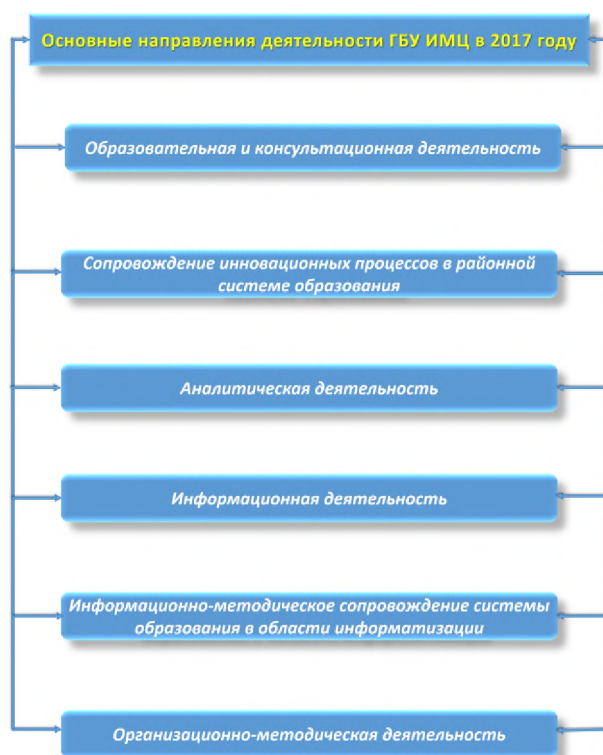 Основные направления деятельности ГБУ ИМЦ в 2017 году
Образовательная и консультационная деятельность
Сопровождение инновационных процессов в районной
системе образования
Аналитическая деятельность
Информационная деятельность
Информационно-методическое сопровождение системы
образования в области информатизации
Организационно-методическая деятельность